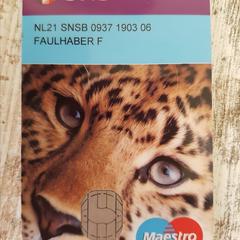 NL21 SNSB 0937 1903 06
FAULHABER F
Maestro